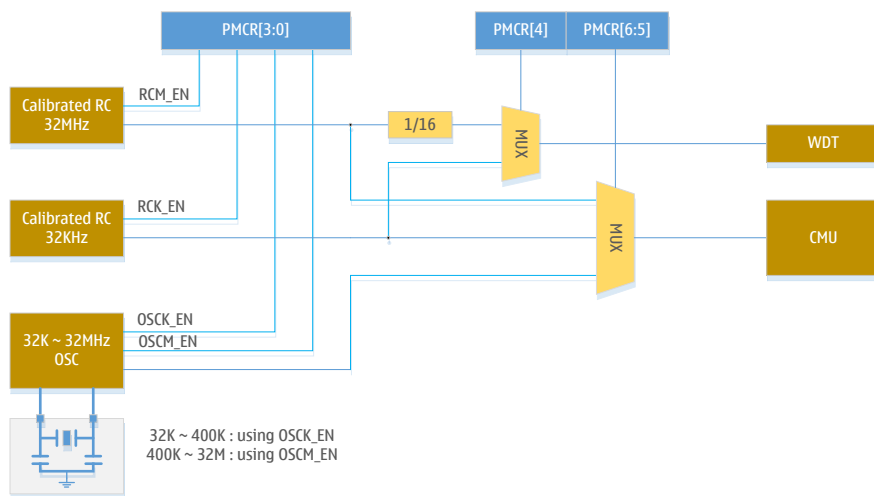 PMCR[3:0]
PMCR[4]
PMCR[6:5]
RCM_EN
Calibrated RC
32MHz
1/16
MUX
WDT
RCK_EN
Calibrated RC
32KHz
MUX
CMU
OSCK_EN
OSCM_EN
32K ~ 32MHz
OSC
32K ~ 400K : using OSCK_EN
400K ~ 32M : using OSCM_EN